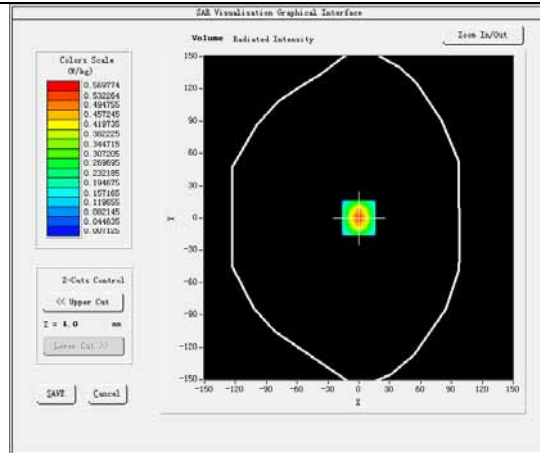 SAR Visualisation Graphical Interface
Volume Radiated Intensity
Zoom In/Out
Colors Scale
(W/kg)
0.569774
0.532264
0.494755
0.457245
0.419735
0.382225
0.344715
0.307205
0.269695
0.232185
0.194675
0.157165
0.119655
0.082145
0.044635
0.007125
Z-Cuts Control
<< Upper Cut
Z = 4.0 mm
Lower Cut >>
SAVE
Cancel
150
120
90
60
30
0
-30
-60
-90
-120
-150
Y
-150 -120 -90 -60 -30 0 30 60 90 120 150